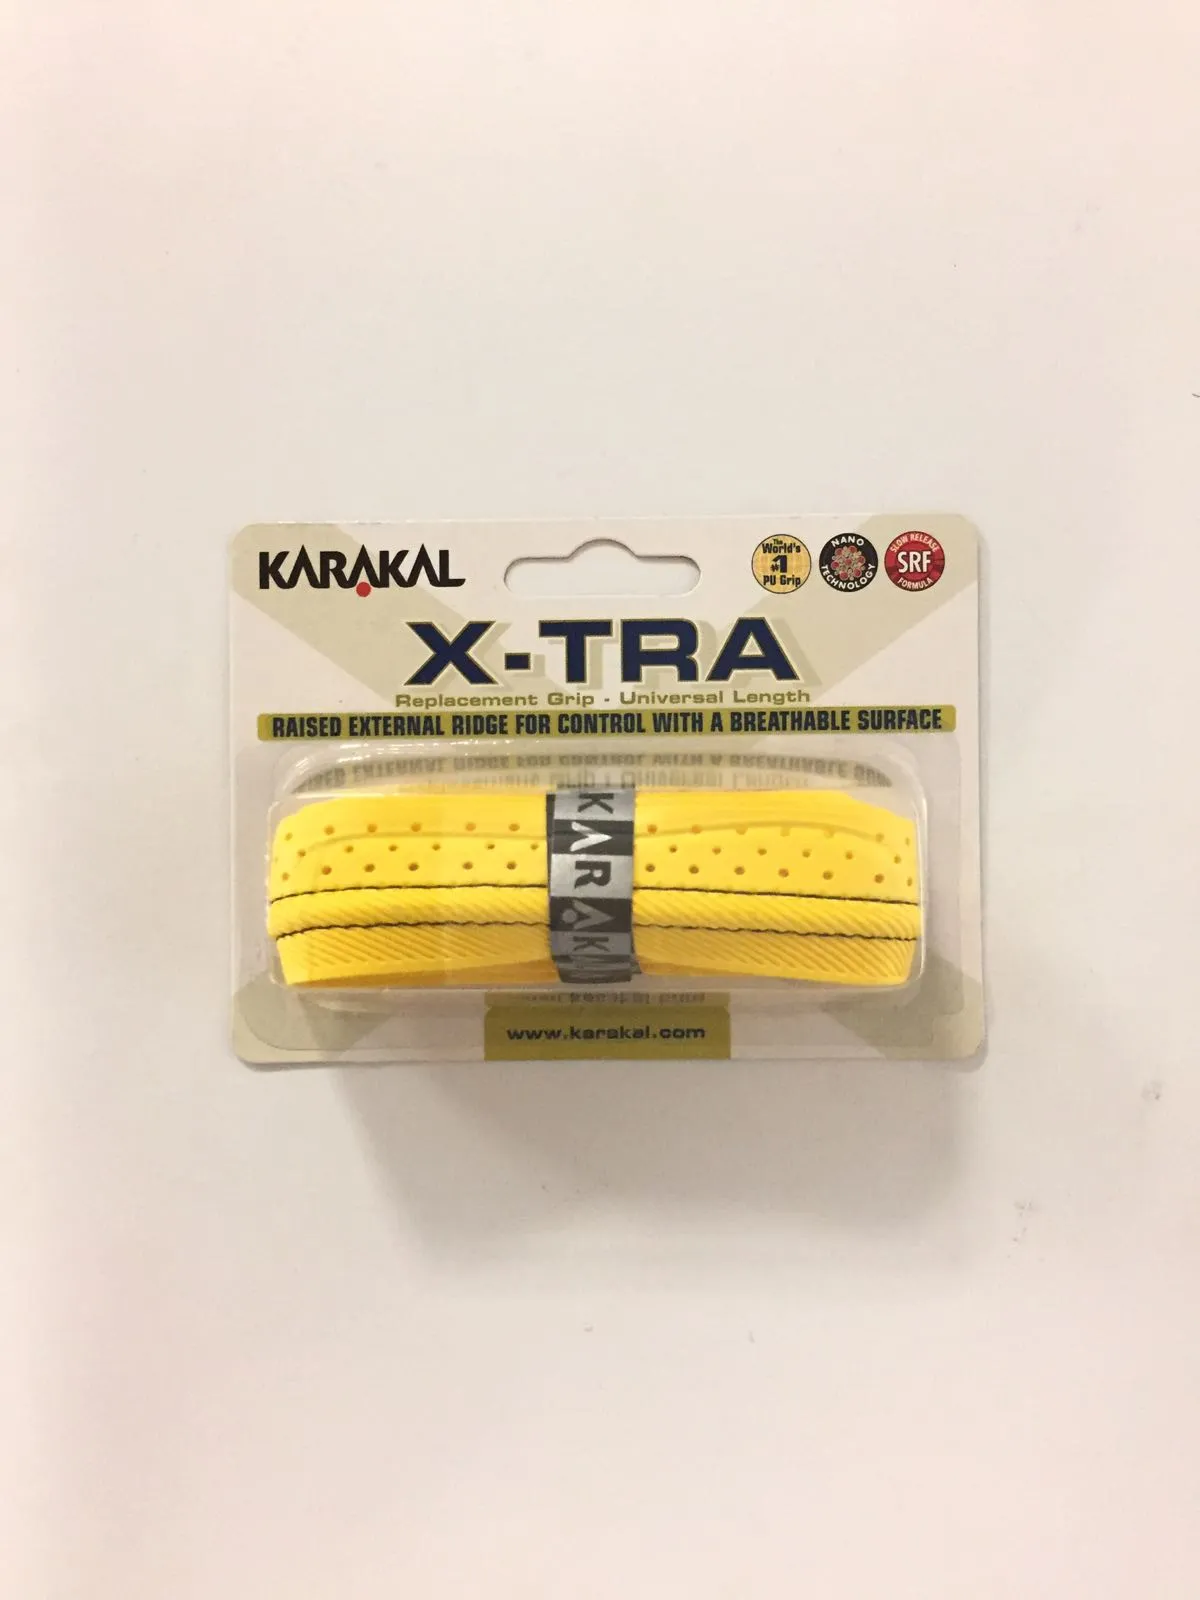 KARAKAL
The
World's
#1
PU Grip
NANO
TECHNOLOGY
SLOW RELEASE
SRF
FORMULA
X-TRA
Replacement Grip - Universal Length
RAISED EXTERNAL RIDGE FOR CONTROL WITH A BREATHABLE SURFACE
KARAKA
www.karakal.com